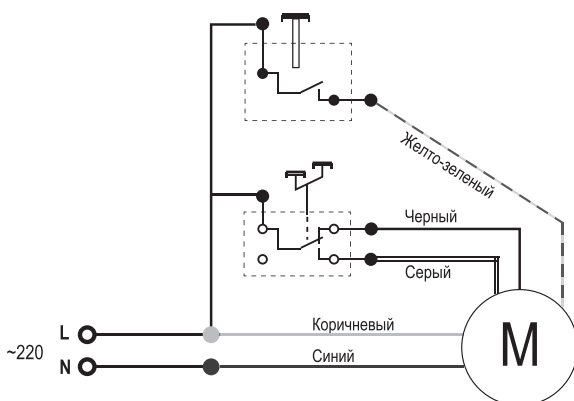 Желто-зеленый
Черный
Серый
Коричневый
L
~220
Синий
N
M